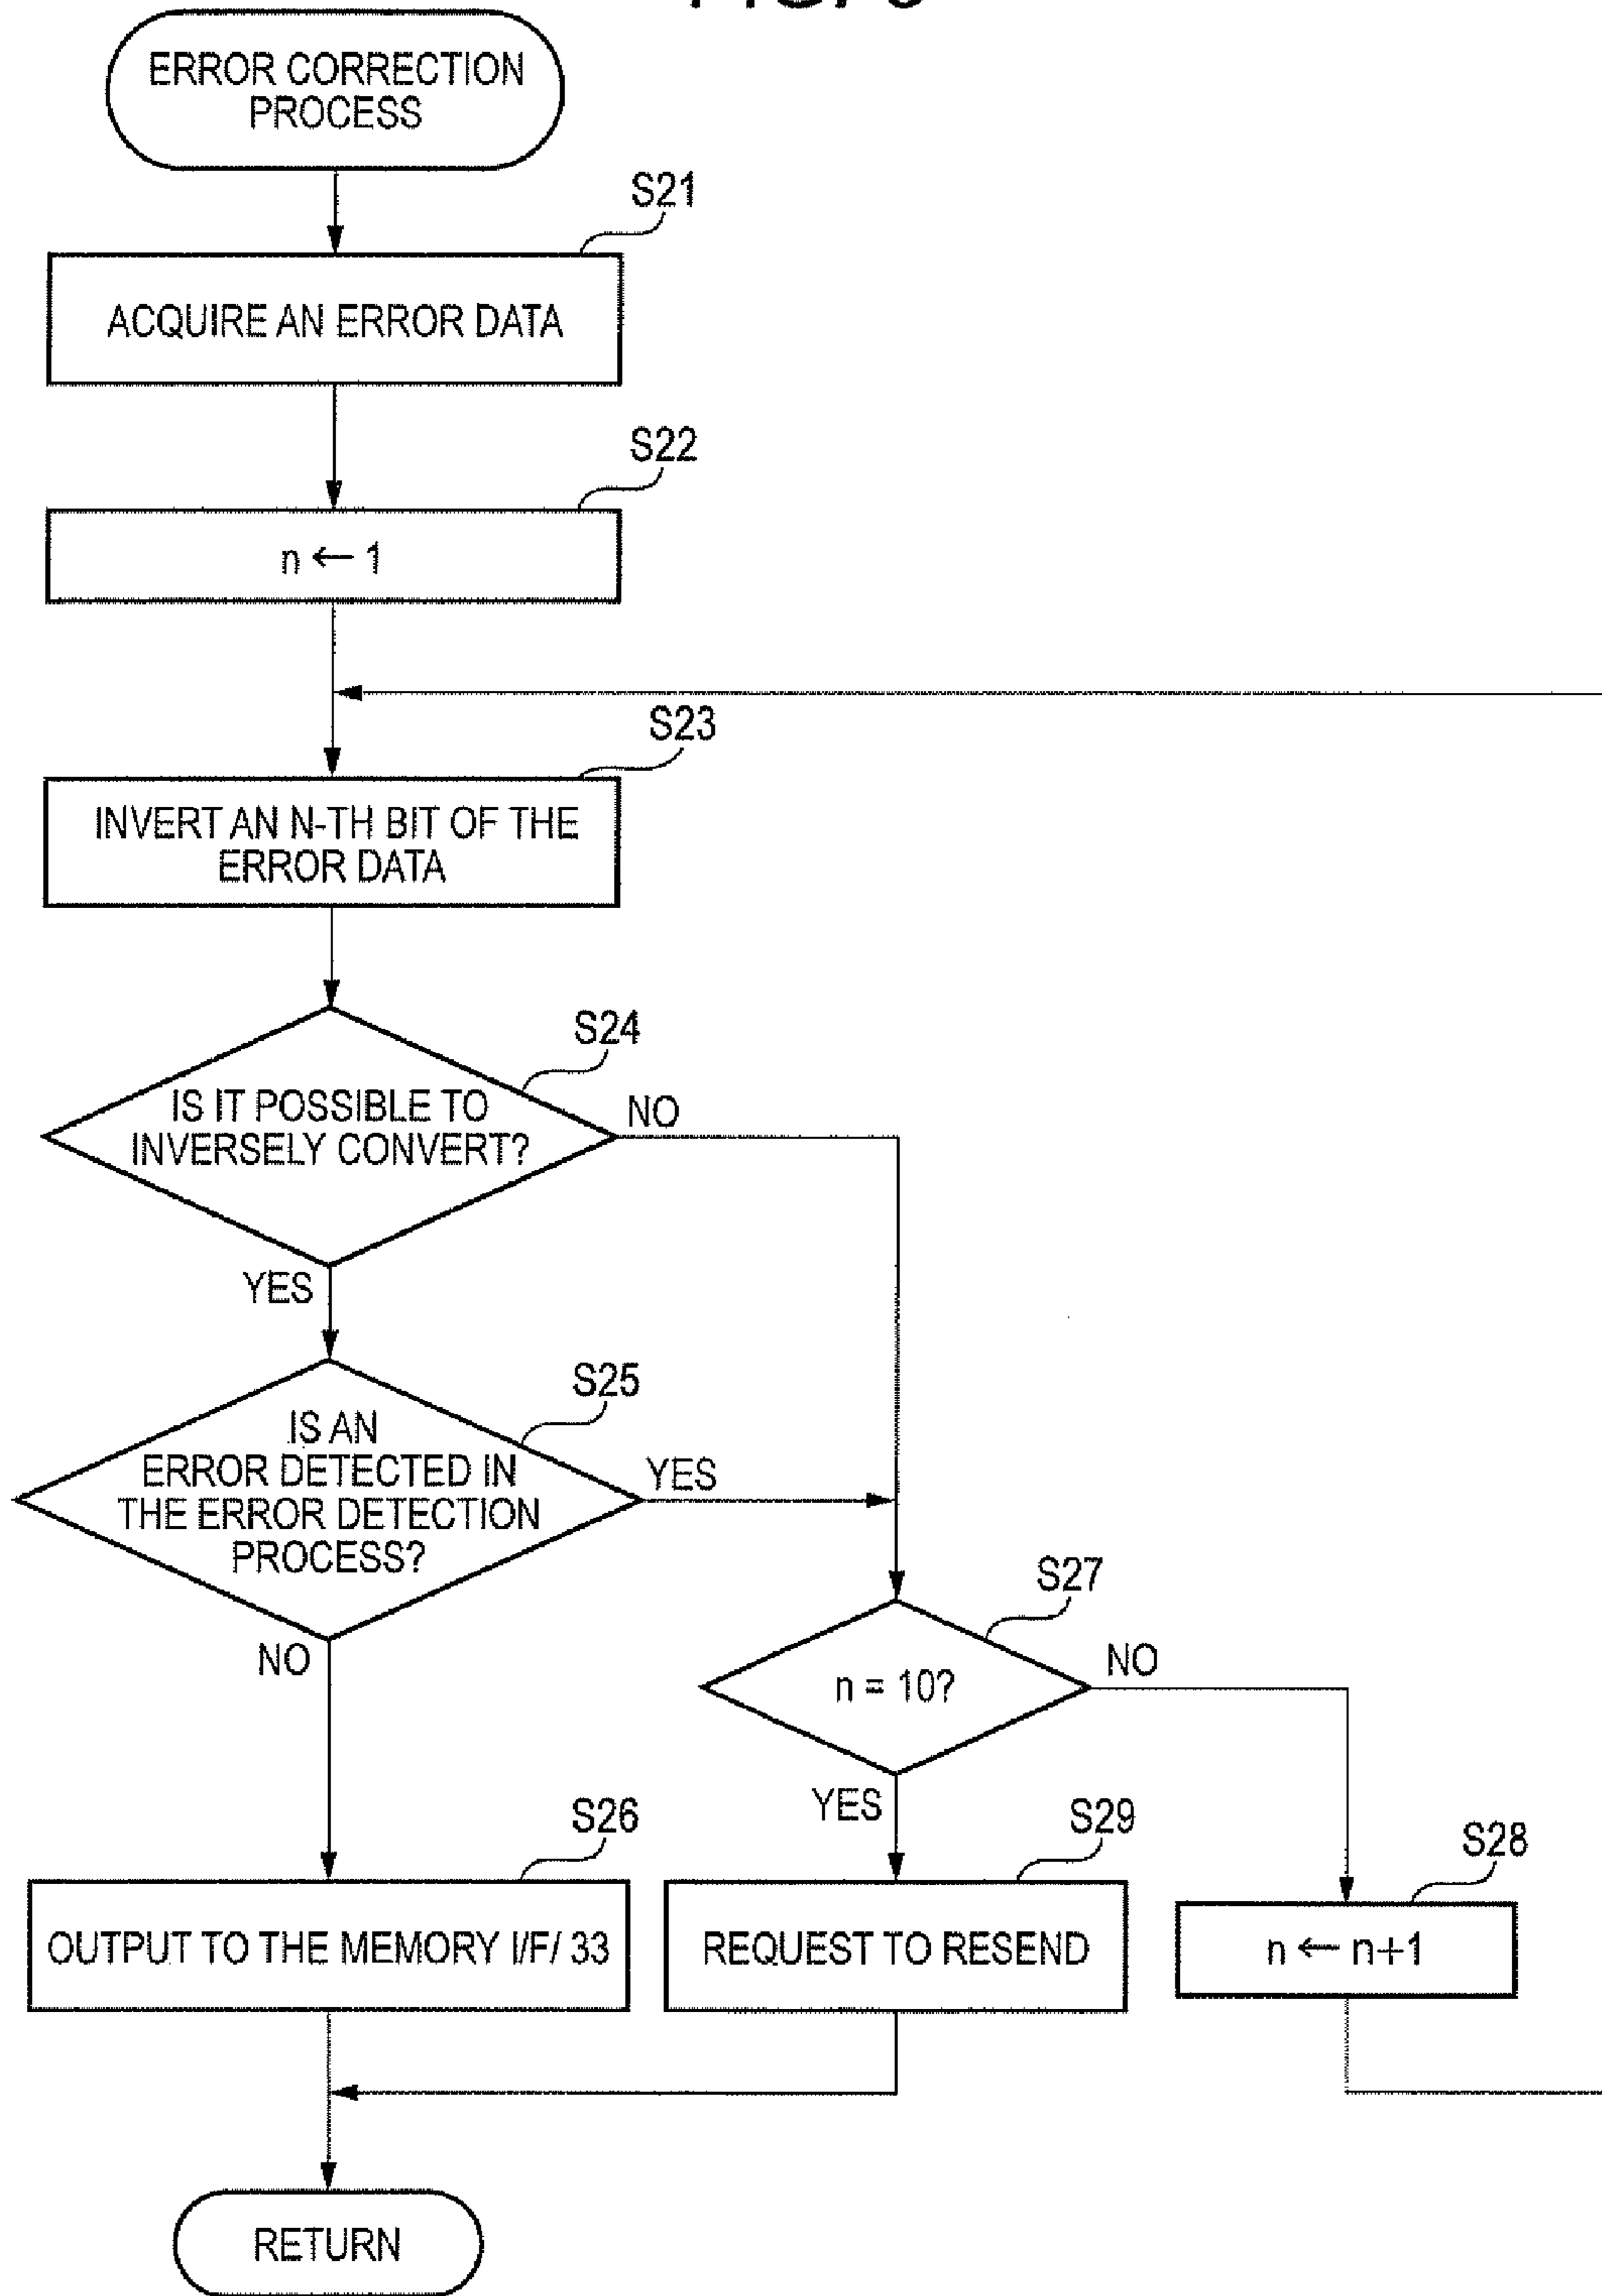 ERROR CORRECTION
PROCESS
S21
ACQUIRE AN ERROR DATA
S22
n ← 1
S23
INVERT AN N-TH BIT OF THE
ERROR DATA
S24
IS IT POSSIBLE TO
INVERSELY CONVERT?
NO
YES
S25
IS AN
ERROR DETECTED IN
THE ERROR DETECTION
PROCESS?
YES
NO
S27
n = 10?
NO
YES
S26
OUTPUT TO THE MEMORY I/F/ 33
S29
REQUEST TO RESEND
S28
n ← n+1
RETURN